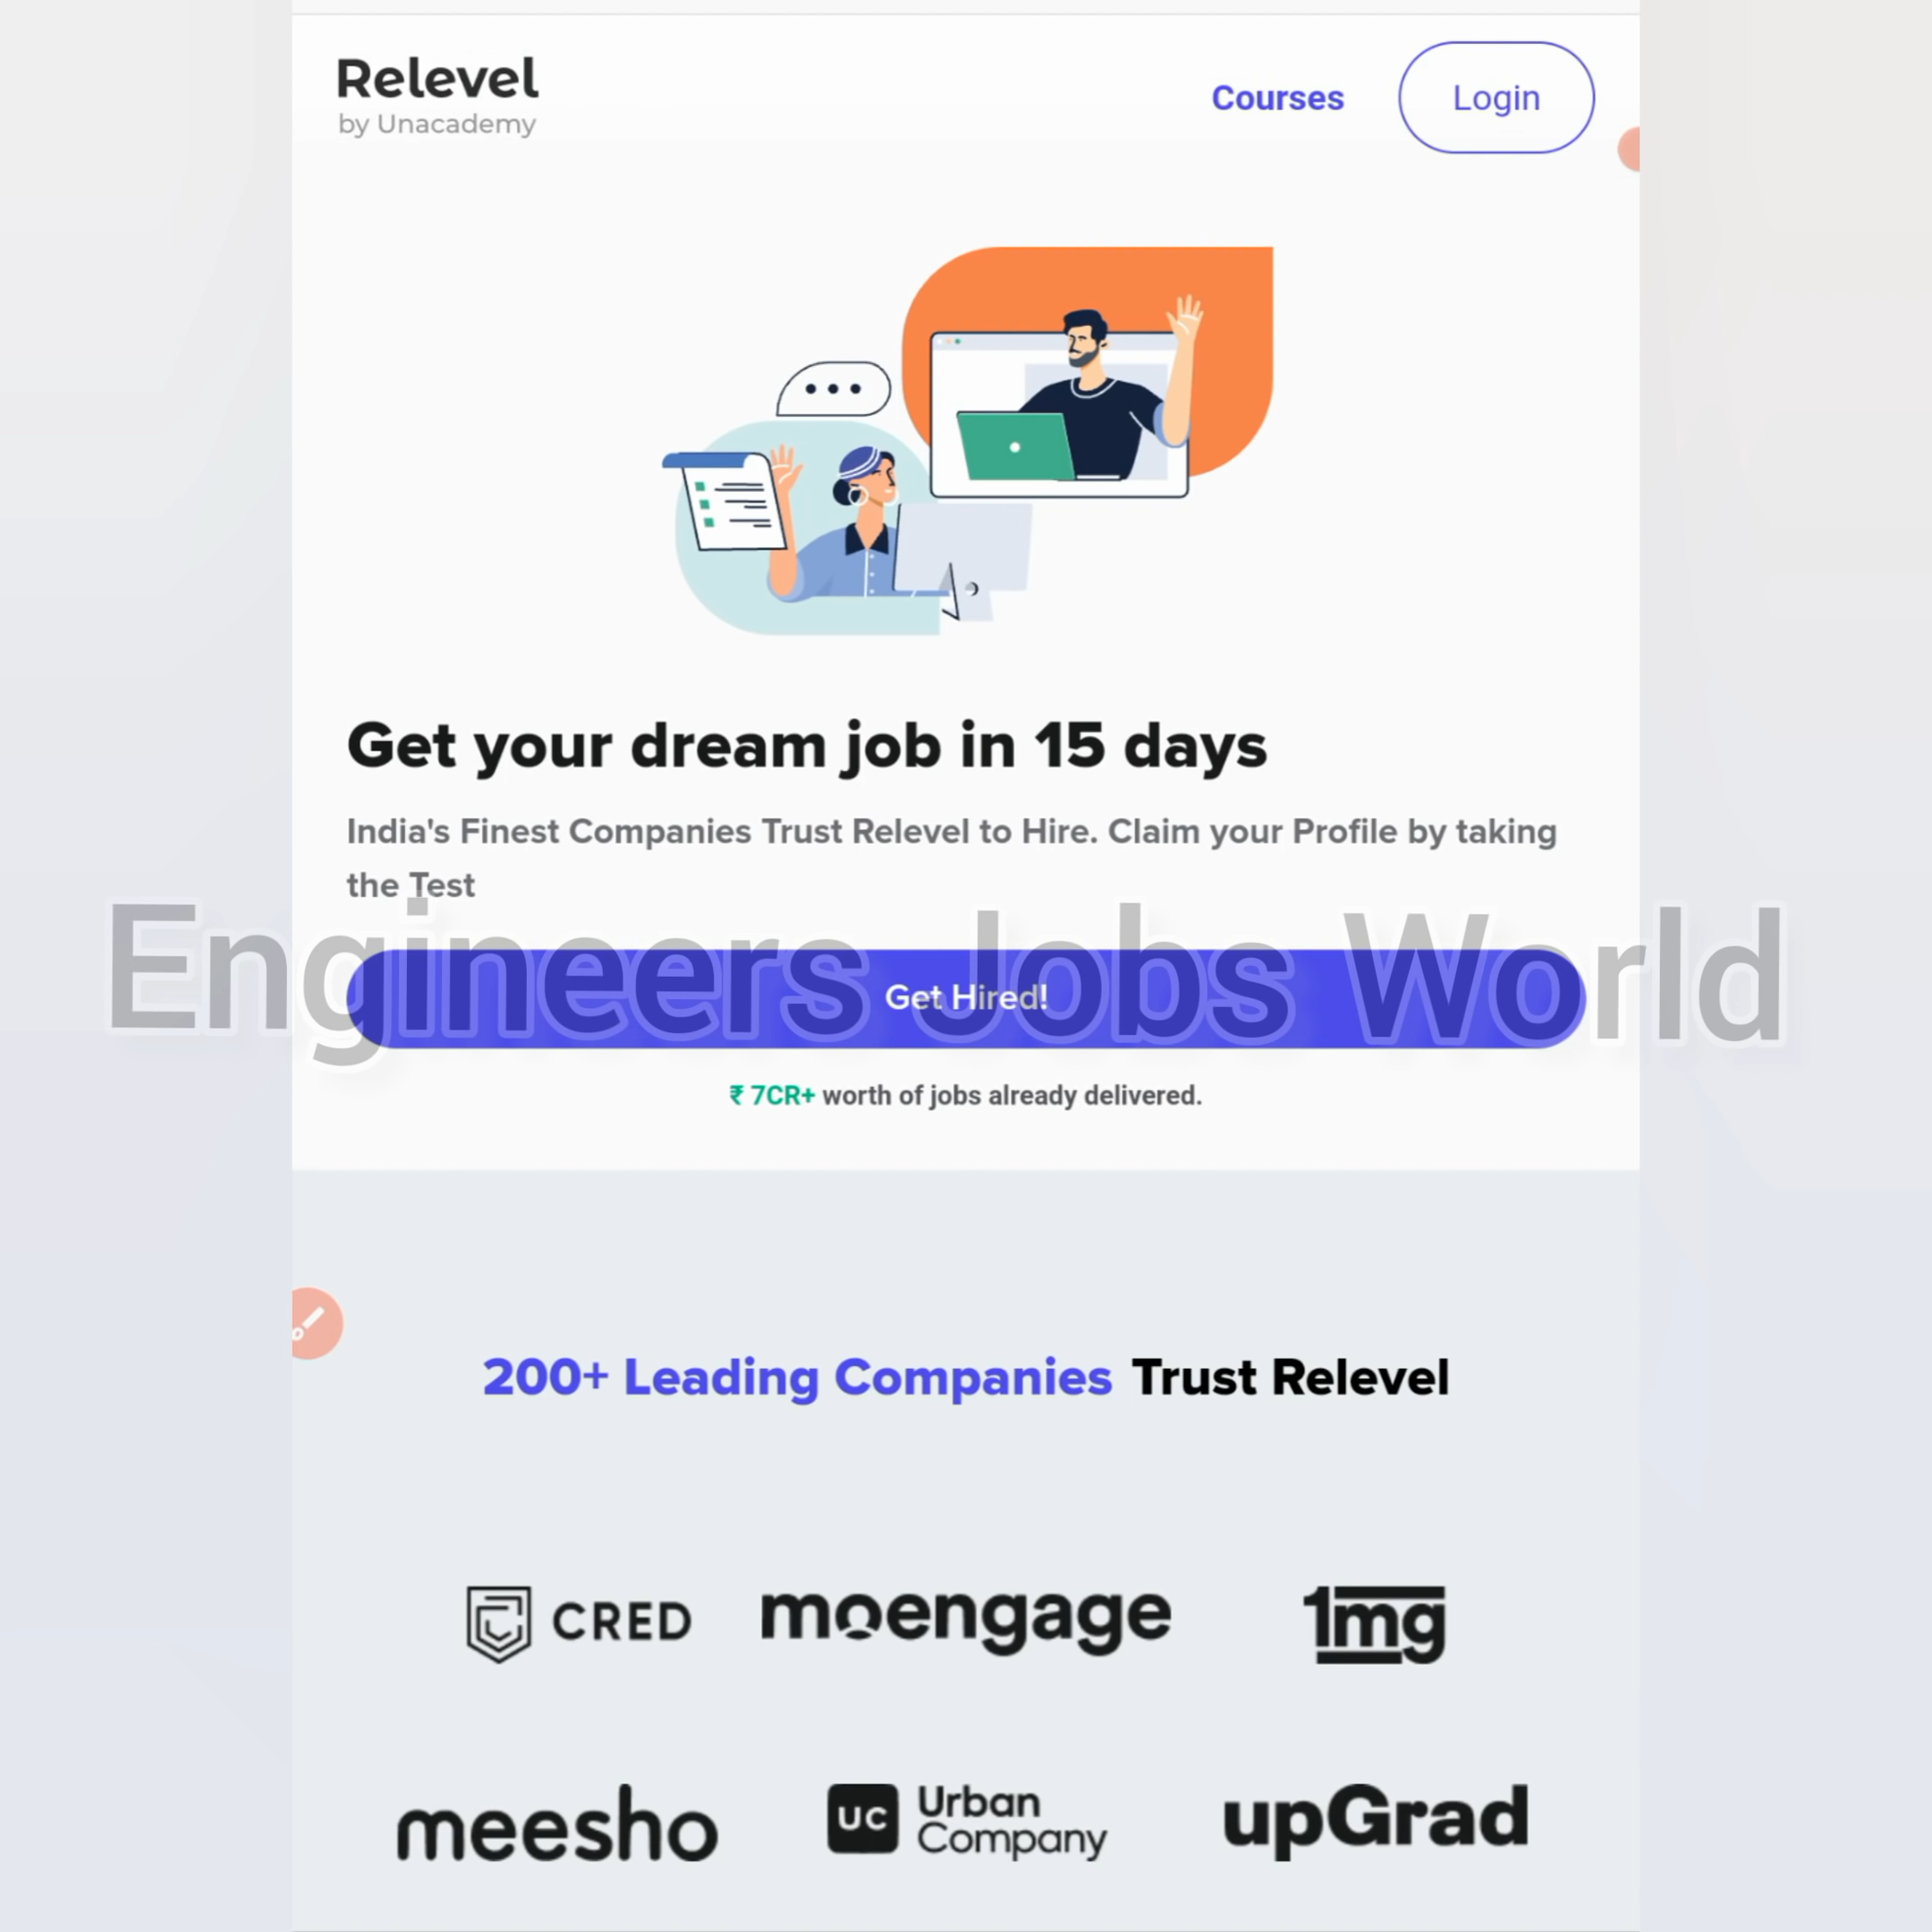 Relevel
by Unacademy
Courses
Login
Get your dream job in 15 days
India's Finest Companies Trust Relevel to Hire. Claim your Profile by taking
the Test
Engineers Jobs World
Get Hired!
₹ 7CR+ worth of jobs already delivered.
200+ Leading Companies Trust Relevel
CRED
moengage
1mg
meesho
UC Urban
Company
upGrad